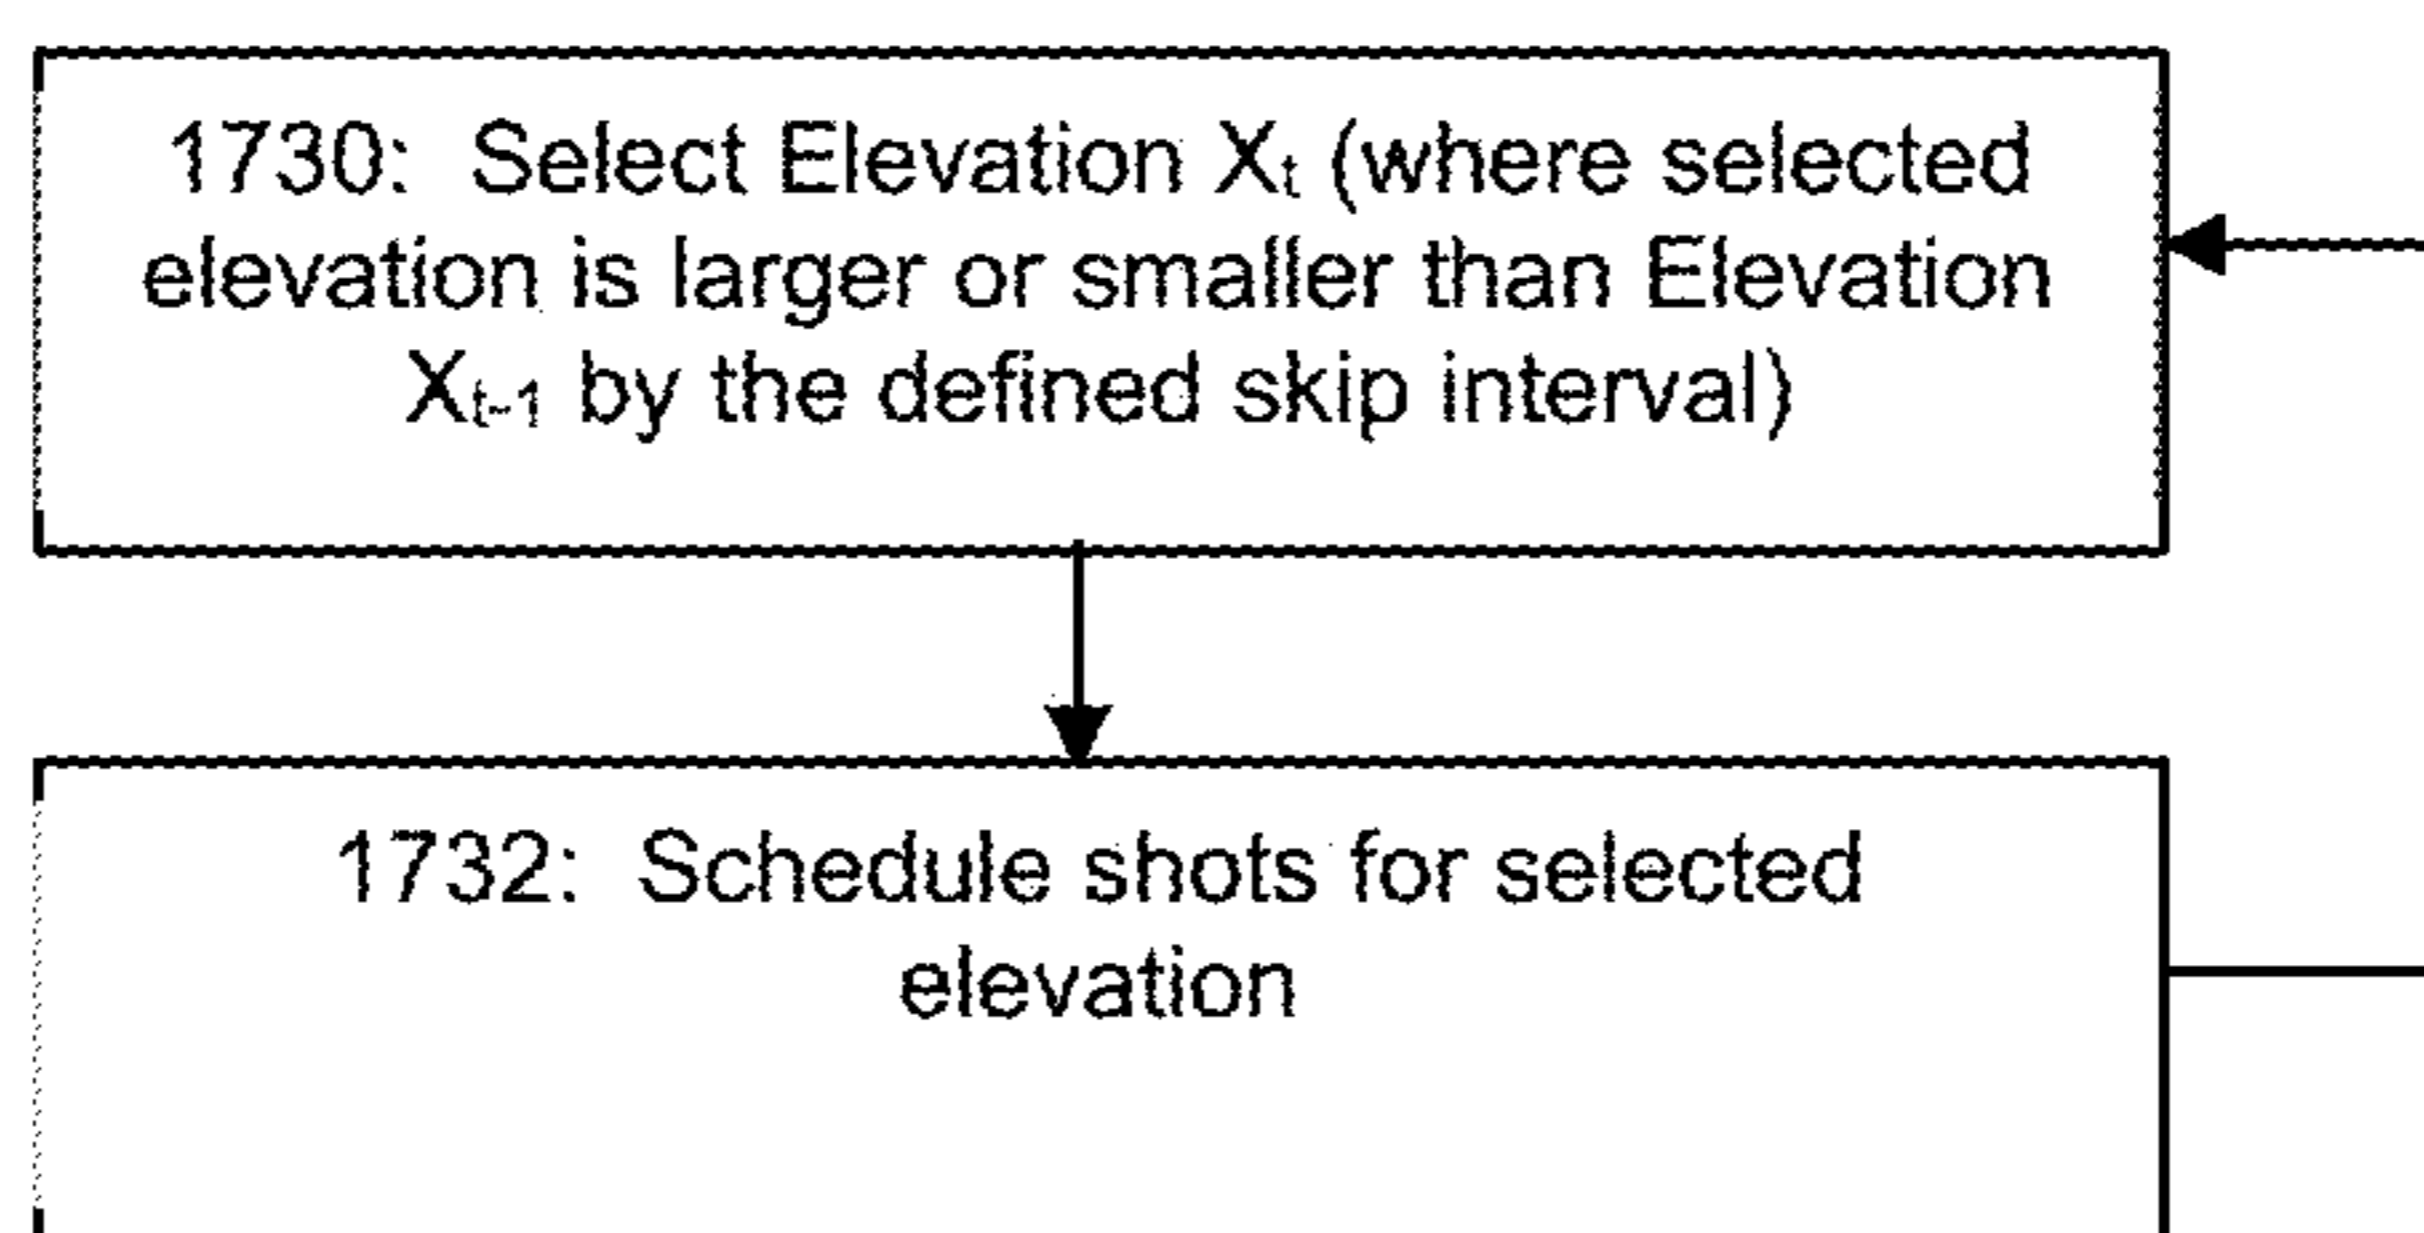 1730: Select Elevation Xt (where selected
elevation is larger or smaller than Elevation
Xt-1 by the defined skip interval)
1732: Schedule shots for selected
elevation